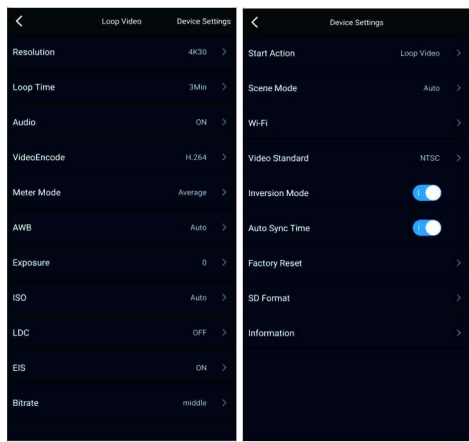 Loop Video Device Settings
Resolution 4K30
Loop Time 3Min
Audio ON
VideoEncode H.264
Meter Mode Average
AWB Auto
Exposure 0
ISO Auto
LDC OFF
EIS ON
Bitrate middle
Device Settings
Start Action Loop Video
Scene Mode Auto
Wi-Fi
Video Standard NTSC
Inversion Mode
Auto Sync Time
Factory Reset
SD Format
Information